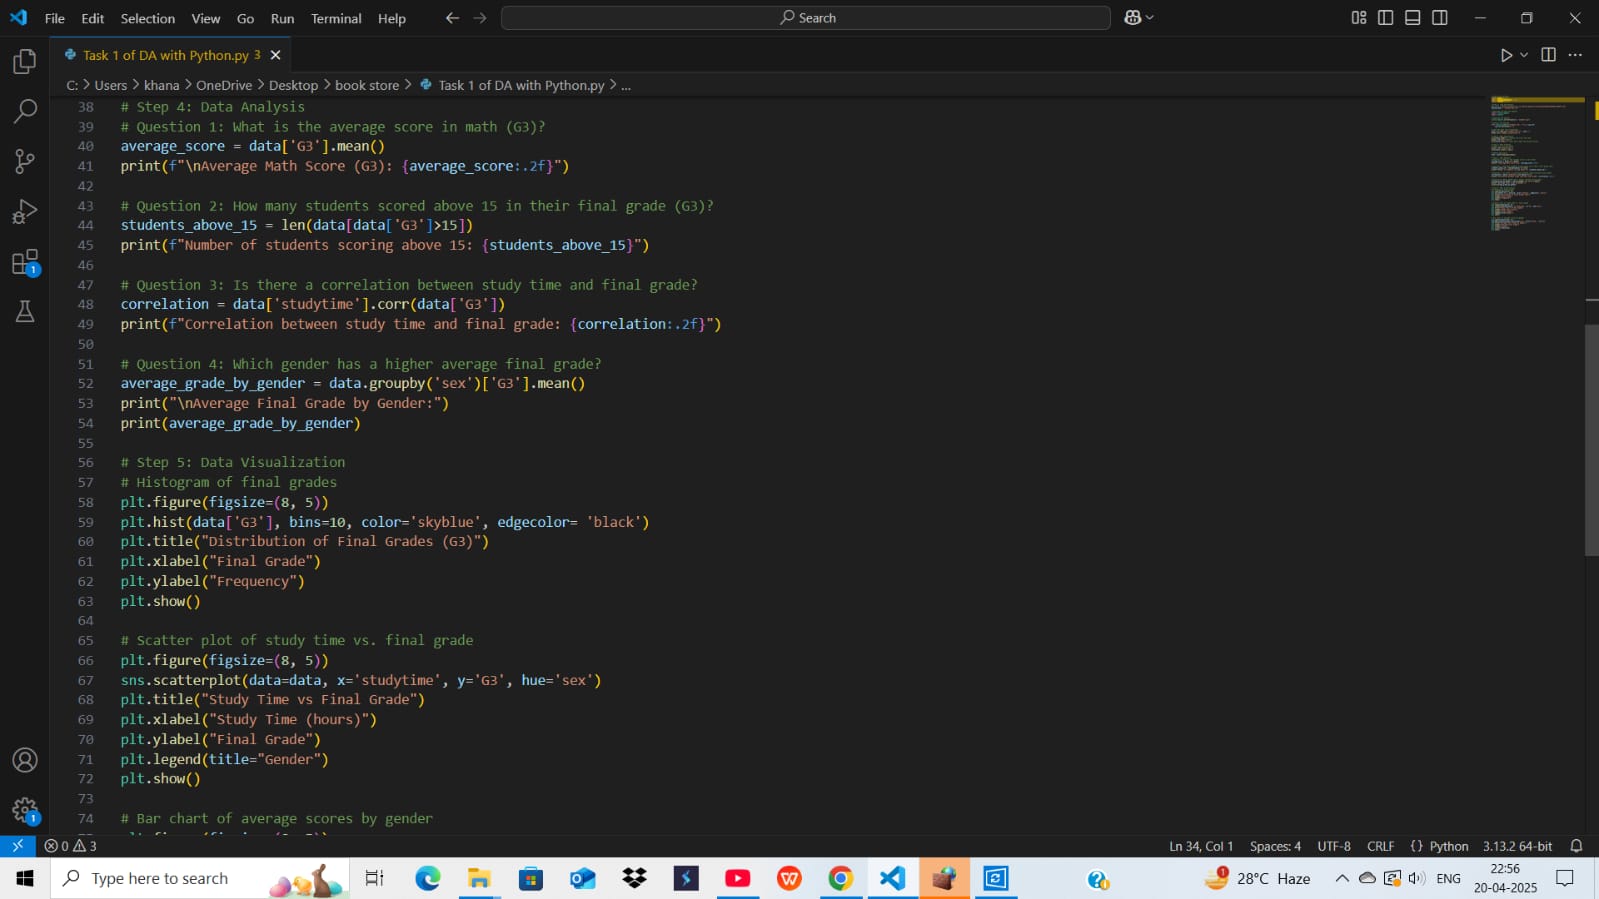 File Edit Selection View Go Run Terminal Help Search
Task 1 of DA with Python.py 3
C: > Users > khana > OneDrive > Desktop > book store > Task 1 of DA with Python.py > ...
38 # Step 4: Data Analysis
39 # Question 1: What is the average score in math (G3)?
40 average_score = data['G3'].mean()
41 print(f"\nAverage Math Score (G3): {average_score:.2f}")
42
43 # Question 2: How many students scored above 15 in their final grade (G3)?
44 students_above_15 = len(data[data['G3']>15])
45 print(f"Number of students scoring above 15: {students_above_15}")
46
47 # Question 3: Is there a correlation between study time and final grade?
48 correlation = data['studytime'].corr(data['G3'])
49 print(f"Correlation between study time and final grade: {correlation:.2f}")
50
51 # Question 4: Which gender has a higher average final grade?
52 average_grade_by_gender = data.groupby('sex')['G3'].mean()
53 print("\nAverage Final Grade by Gender:")
54 print(average_grade_by_gender)
55
56 # Step 5: Data Visualization
57 # Histogram of final grades
58 plt.figure(figsize=(8, 5))
59 plt.hist(data['G3'], bins=10, color='skyblue', edgecolor= 'black')
60 plt.title("Distribution of Final Grades (G3)")
61 plt.xlabel("Final Grade")
62 plt.ylabel("Frequency")
63 plt.show()
64
65 # Scatter plot of study time vs. final grade
66 plt.figure(figsize=(8, 5))
67 sns.scatterplot(data=data, x='studytime', y='G3', hue='sex')
68 plt.title("Study Time vs Final Grade")
69 plt.xlabel("Study Time (hours)")
70 plt.ylabel("Final Grade")
71 plt.legend(title="Gender")
72 plt.show()
73
74 # Bar chart of average scores by gender
0 3 Ln 34, Col 1 Spaces: 4 UTF-8 CRLF {} Python 3.13.2 64-bit
Type here to search 28°C Haze ENG 22:56
20-04-2025